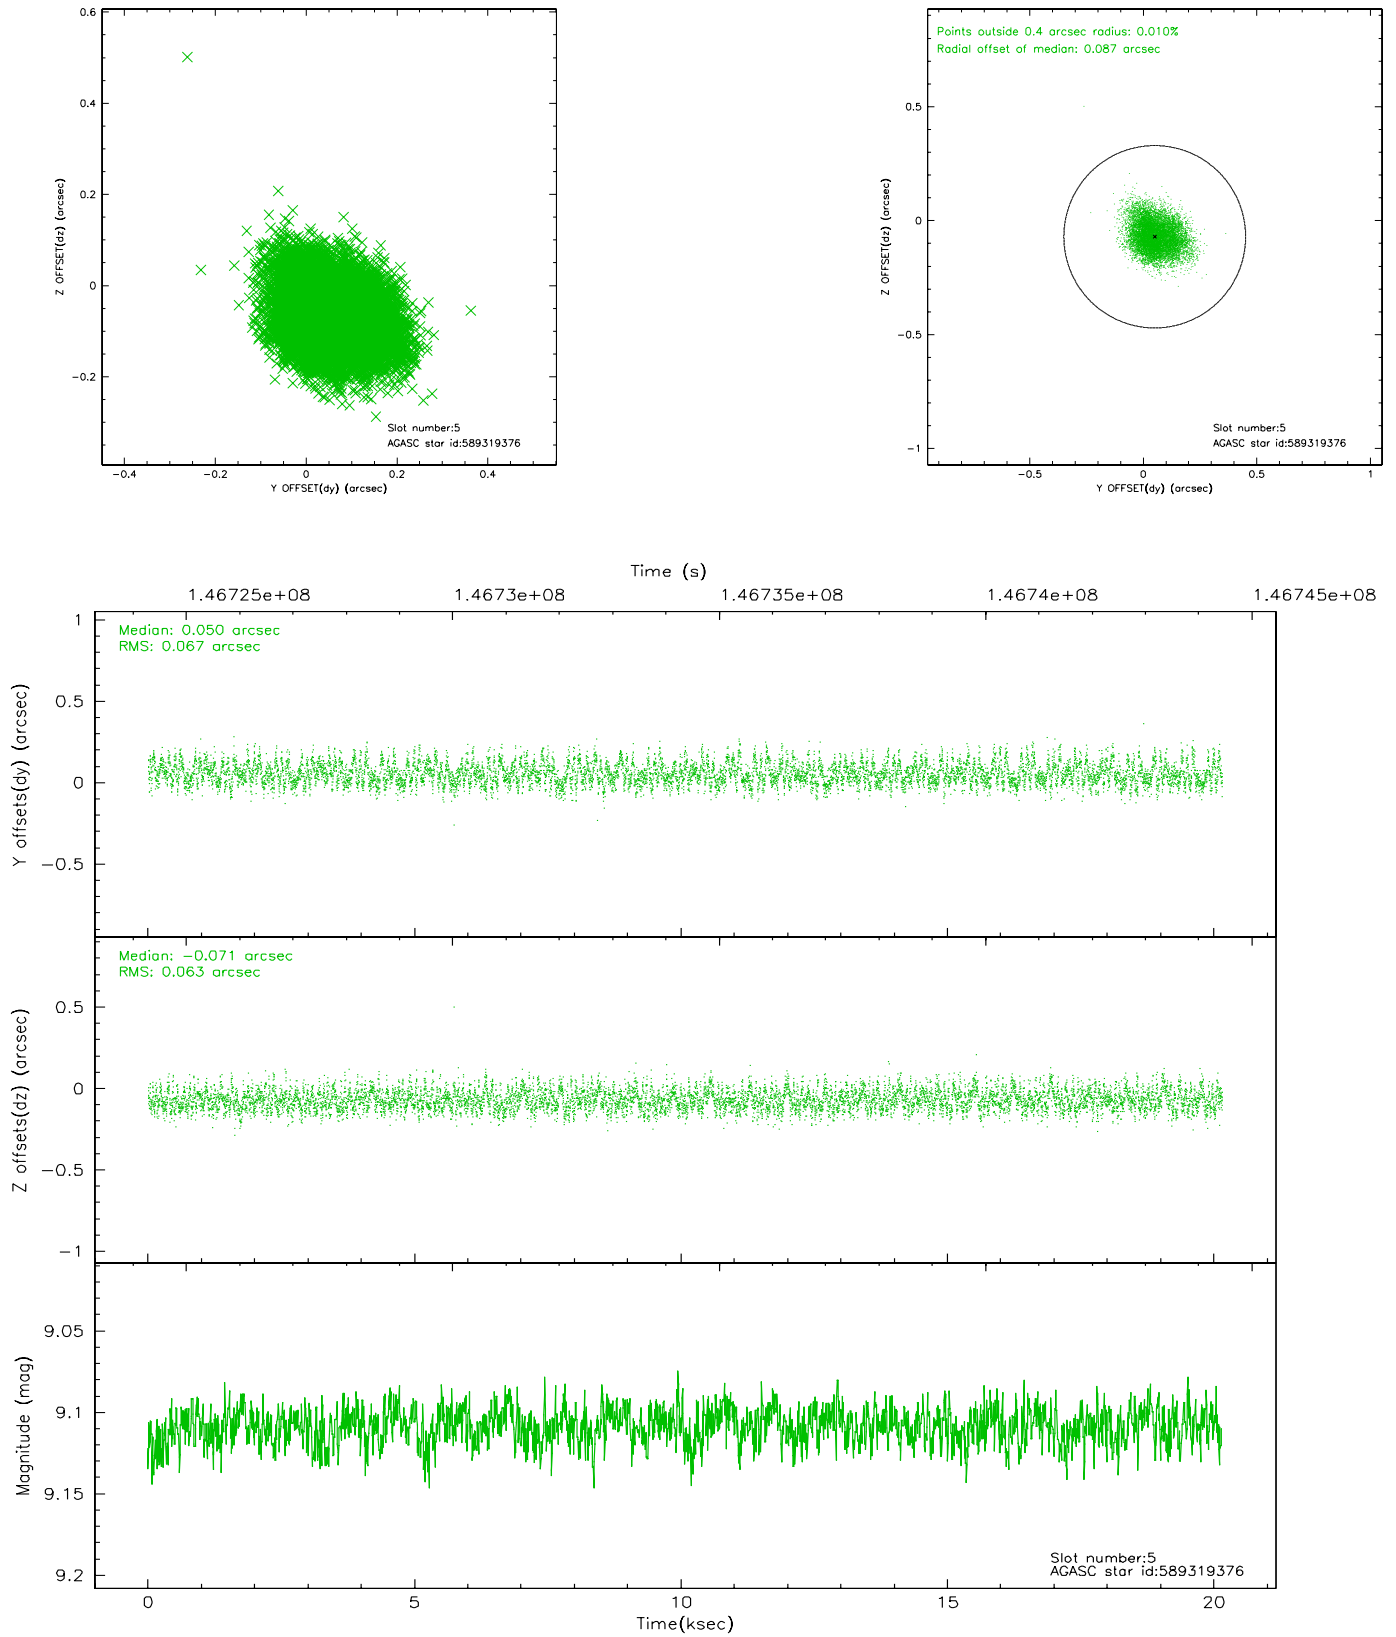 0.6
0.4
0.2
0
−0.2
Z OFFSET(dz) (arcsec)
Slot number:5
AGASC star id:589319376
−0.4
−0.2
0
0.2
0.4
Y OFFSET(dy) (arcsec)
Points outside 0.4 arcsec radius: 0.010%
Radial offset of median: 0.087 arcsec
0.5
0
−0.5
−1
Z OFFSET(dz) (arcsec)
Slot number:5
AGASC star id:589319376
−0.5
0
0.5
1
Y OFFSET(dy) (arcsec)
Time (s)
1.46725e+08
1.4673e+08
1.46735e+08
1.4674e+08
1.46745e+08
Median: 0.050 arcsec
RMS: 0.067 arcsec
1
0.5
0
−0.5
Y offsets(dy) (arcsec)
Median: −0.071 arcsec
RMS: 0.063 arcsec
0.5
0
−0.5
−1
Z offsets(dz) (arcsec)
9.05
9.1
9.15
9.2
Magnitude (mag)
Slot number:5
AGASC star id:589319376
0
5
10
15
20
Time(ksec)